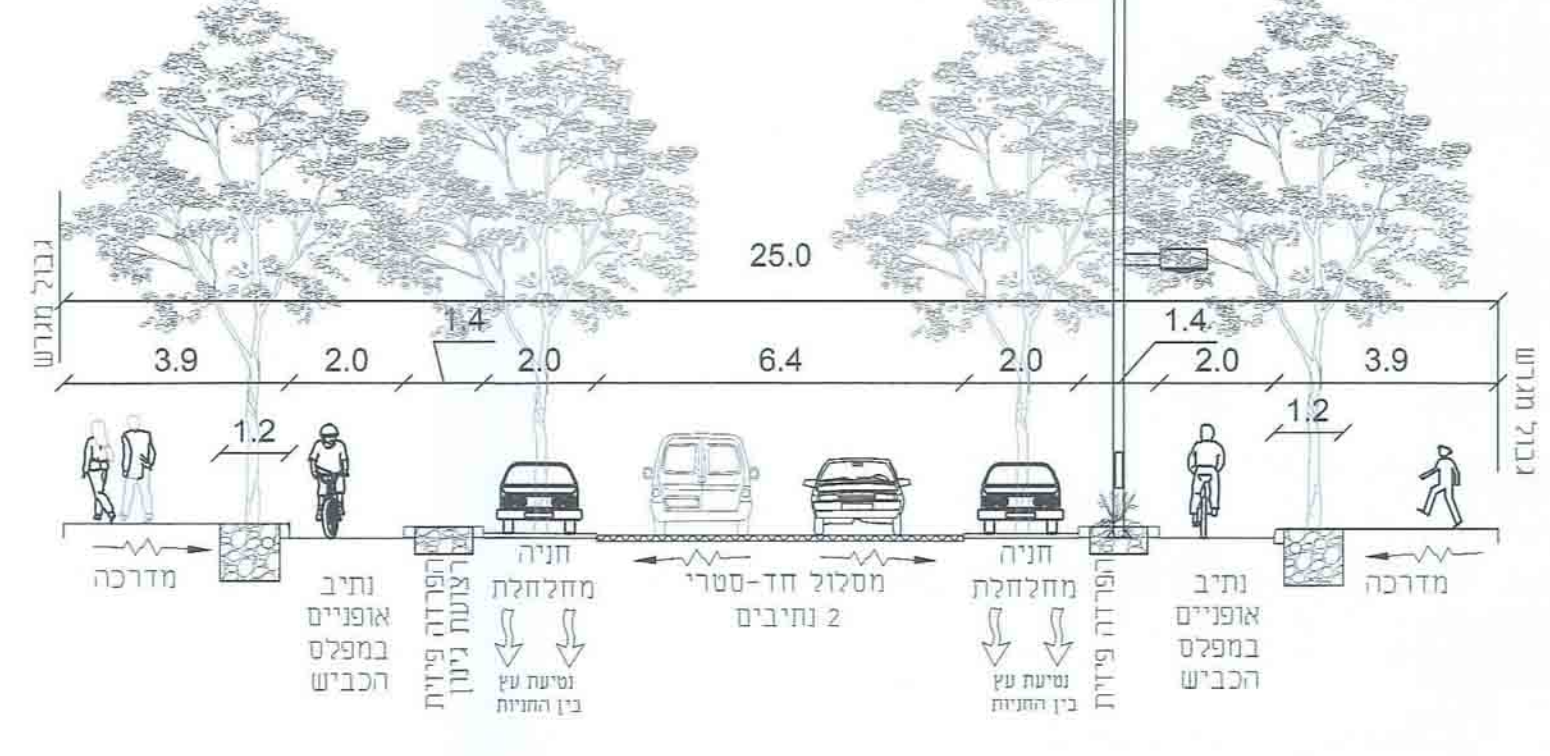 25.0
גבול מגרש
גבול מגרש
1.4
1.4
3.9
2.0
2.0
6.4
2.0
2.0
3.9
1.2
1.2
מדרכה
נתיב
אופניים
במפלס
הכביש
הפרדה פיזית
רצועת גינון
חניה
מחלחלת
נטיעת עץ
בין החניות
מסלול חד-סטרי
2 נתיבים
חניה
מחלחלת
נטיעת עץ
בין החניות
הפרדה פיזית
נתיב
אופניים
במפלס
הכביש
מדרכה